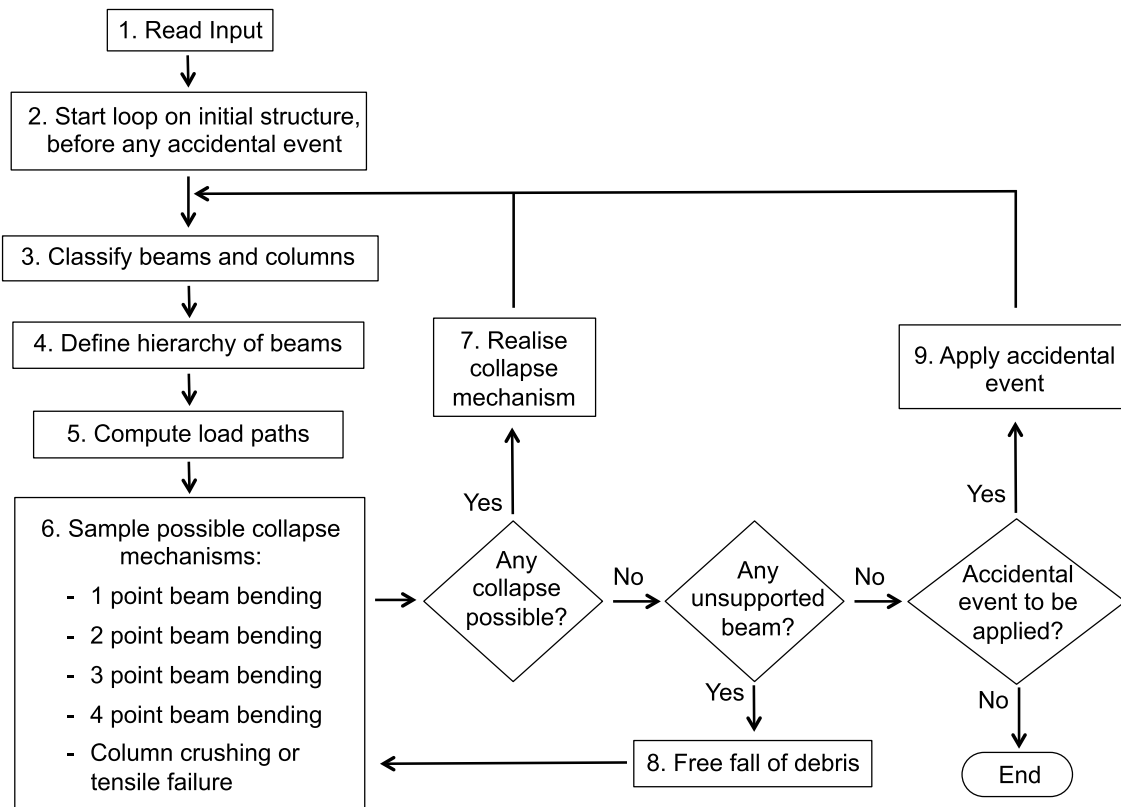 1. Read Input
2. Start loop on initial structure,
before any accidental event
3. Classify beams and columns
4. Define hierarchy of beams
5. Compute load paths
6. Sample possible collapse
mechanisms:
- 1 point beam bending
- 2 point beam bending
- 3 point beam bending
- 4 point beam bending
- Column crushing or
tensile failure
Any
collapse
possible?
Yes
7. Realise
collapse
mechanism
No
Any
unsupported
beam?
Yes
8. Free fall of debris
No
Accidental
event to be
applied?
Yes
9. Apply accidental
event
No
End